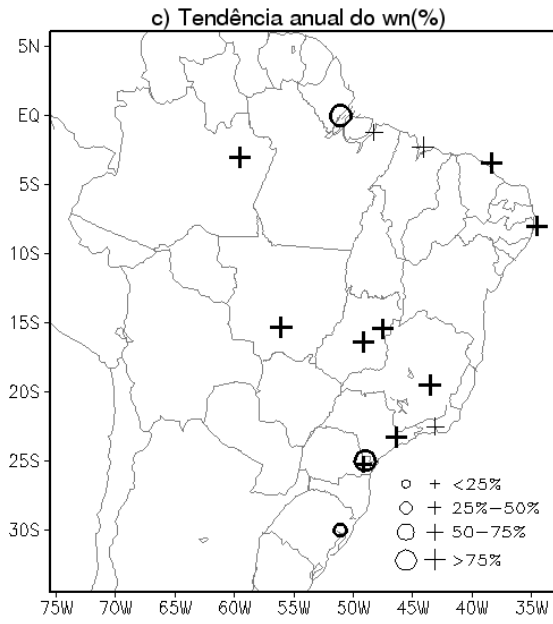 c) Tendência anual do wn(%)
5N
EQ
5S
10S
15S
20S
25S
30S
<25%
25%–50%
50–75%
>75%
75W 70W 65W 60W 55W 50W 45W 40W 35W